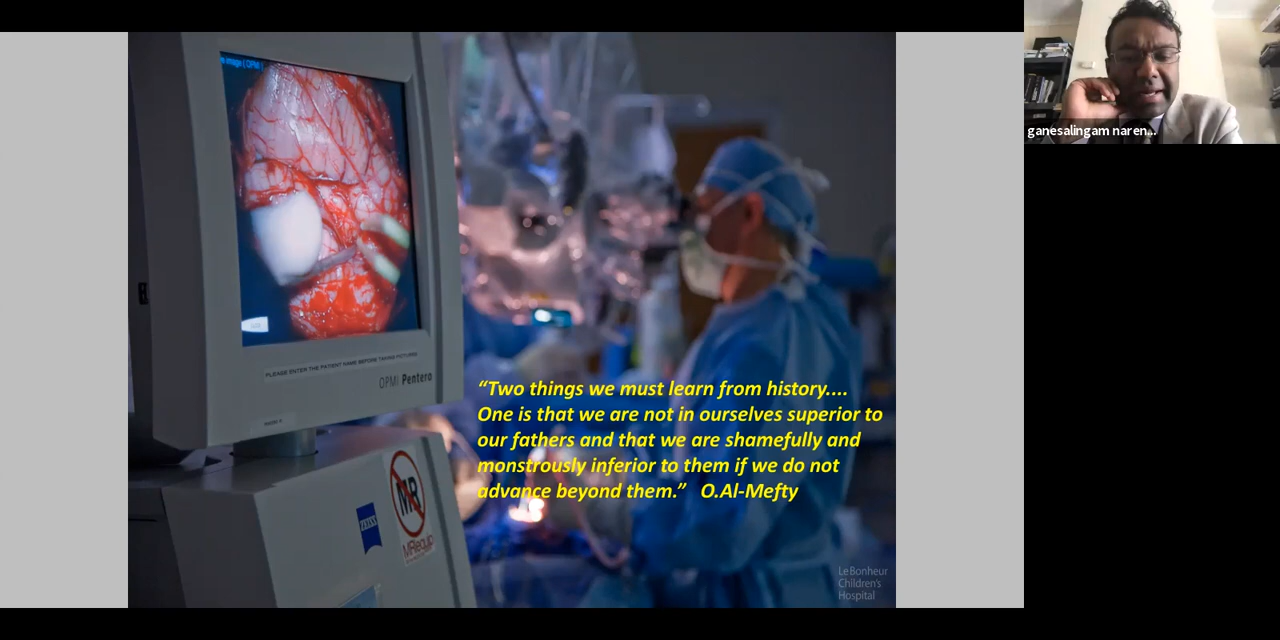 “Two things we must learn from history....
One is that we are not in ourselves superior to
our fathers and that we are shamefully and
monstrously inferior to them if we do not
advance beyond them.” O.Al-Mefty
ganesalingam naren...
PLEASE ENTER THE PATIENT NAME BEFORE TAKING PICTURES
OPMI Pentero
ZEISS
MR
MRequip
Le Bonheur
Children's
Hospital